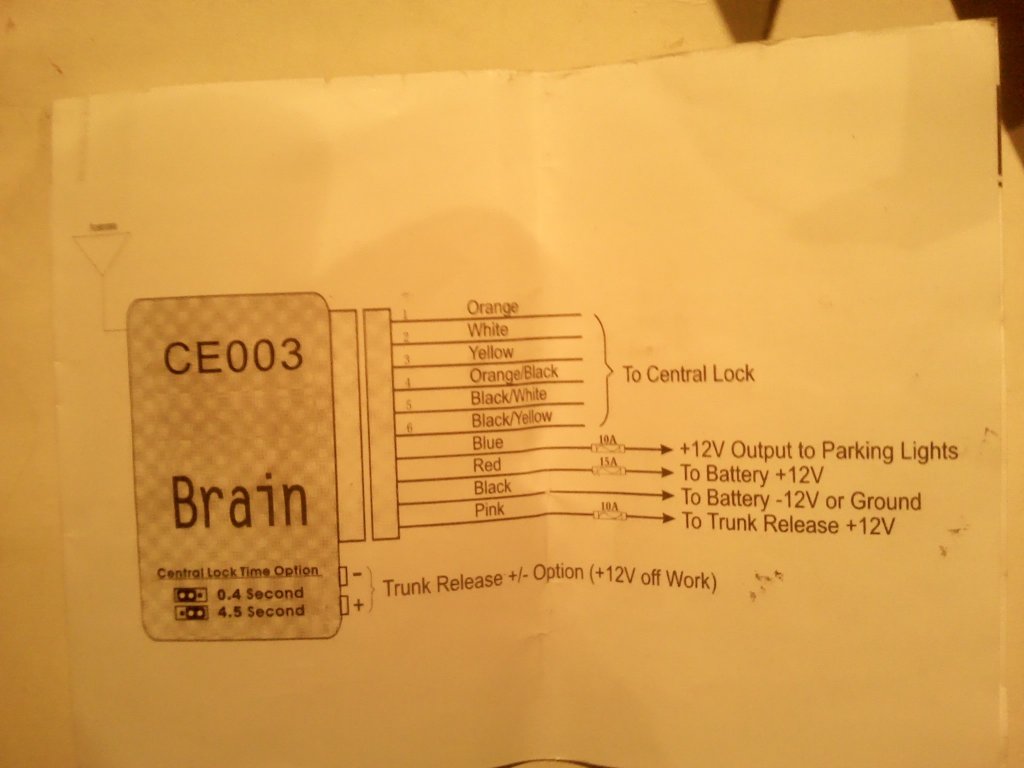 CE003
Brain
Central Lock Time Option
0.4 Second
4.5 Second
1 Orange
2 White
3 Yellow
4 Orange/Black
5 Black/White
6 Black/Yellow
To Central Lock
Blue 10A +12V Output to Parking Lights
Red 15A To Battery +12V
Black To Battery -12V or Ground
Pink 10A To Trunk Release +12V
-
+
Trunk Release +/- Option (+12V off Work)